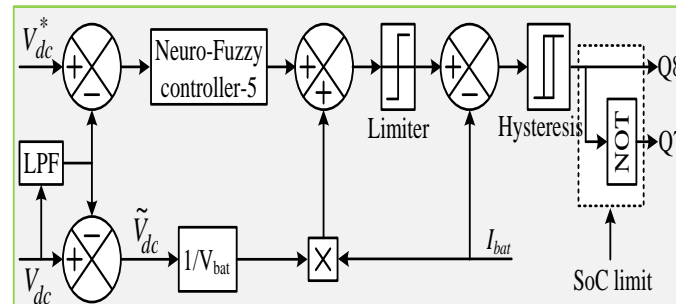 V*dc
+
−
Neuro-Fuzzy
controller-5
+
+
Limiter
+
−
Hysteresis
Q8
NOT
Q7
LPF
−
+
Vdc
Ṽdc
1/Vbat
X
Ibat
SoC limit